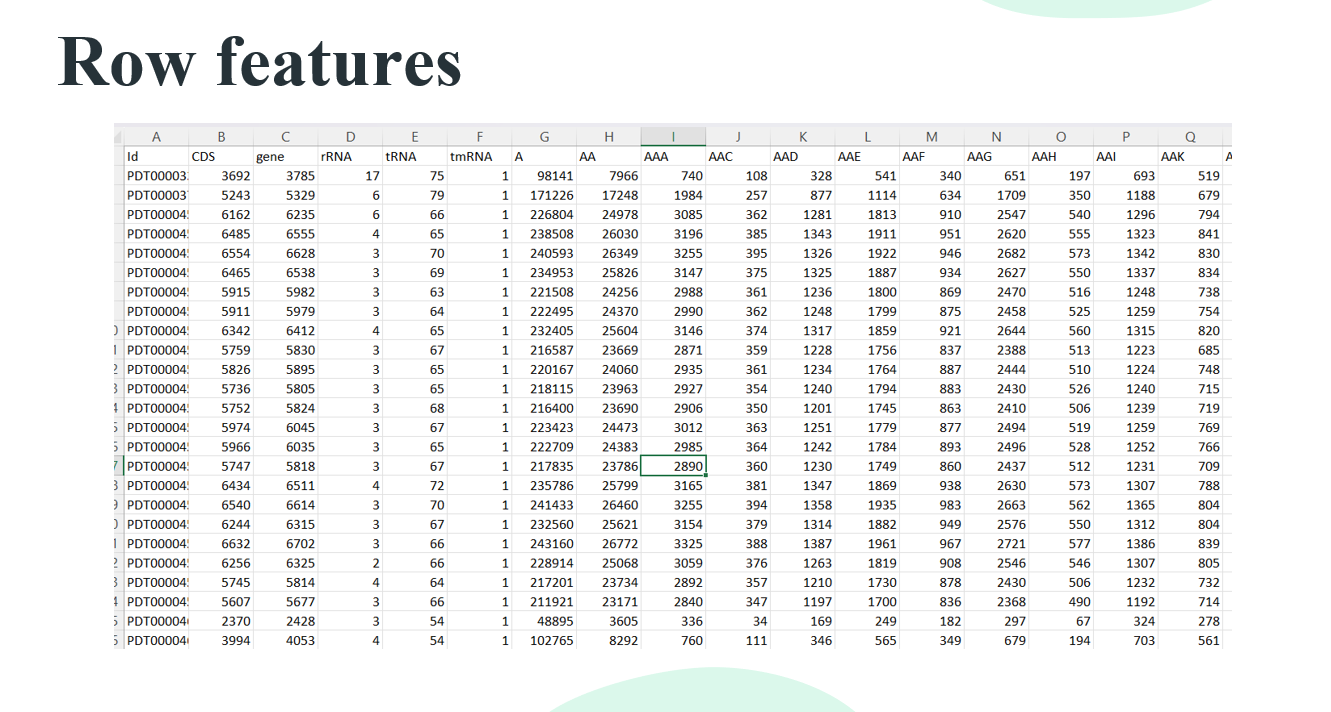 Row features
A B C D E F G H I J K L M N O P Q
Id CDS gene rRNA tRNA tmRNA A AA AAA AAC AAD AAE AAF AAG AAH AAI AAK
PDT00003 3692 3785 17 75 1 98141 7966 740 108 328 541 340 651 197 693 519
PDT00003 5243 5329 6 79 1 171226 17248 1984 257 877 1114 634 1709 350 1188 679
PDT00004 6162 6235 6 66 1 226804 24978 3085 362 1281 1813 910 2547 540 1296 794
PDT00004 6485 6555 4 65 1 238508 26030 3196 385 1343 1911 951 2620 555 1323 841
PDT00004 6554 6628 3 70 1 240593 26349 3255 395 1326 1922 946 2682 573 1342 830
PDT00004 6465 6538 3 69 1 234953 25826 3147 375 1325 1887 934 2627 550 1337 834
PDT00004 5915 5982 3 63 1 221508 24256 2988 361 1236 1800 869 2470 516 1248 738
PDT00004 5911 5979 3 64 1 222495 24370 2990 362 1248 1799 875 2458 525 1259 754
PDT00004 6342 6412 4 65 1 232405 25604 3146 374 1317 1859 921 2644 560 1315 820
PDT00004 5759 5830 3 67 1 216587 23669 2871 359 1228 1756 837 2388 513 1223 685
PDT00004 5826 5895 3 65 1 220167 24060 2935 361 1234 1764 887 2444 510 1224 748
PDT00004 5736 5805 3 65 1 218115 23963 2927 354 1240 1794 883 2430 526 1240 715
PDT00004 5752 5824 3 68 1 216400 23690 2906 350 1201 1745 863 2410 506 1239 719
PDT00004 5974 6045 3 67 1 223423 24473 3012 363 1251 1779 877 2494 519 1259 769
PDT00004 5966 6035 3 65 1 222709 24383 2985 364 1242 1784 893 2496 528 1252 766
PDT00004 5747 5818 3 67 1 217835 23786 2890 360 1230 1749 860 2437 512 1231 709
PDT00004 6434 6511 4 72 1 235786 25799 3165 381 1347 1869 938 2630 573 1307 788
PDT00004 6540 6614 3 70 1 241433 26460 3255 394 1358 1935 983 2663 562 1365 804
PDT00004 6244 6315 3 67 1 232560 25621 3154 379 1314 1882 949 2576 550 1312 804
PDT00004 6632 6702 3 66 1 243160 26772 3325 388 1387 1961 967 2721 577 1386 839
PDT00004 6256 6325 2 66 1 228914 25068 3059 376 1263 1819 908 2546 546 1307 805
PDT00004 5745 5814 4 64 1 217201 23734 2892 357 1210 1730 878 2430 506 1232 732
PDT00004 5607 5677 3 66 1 211921 23171 2840 347 1197 1700 836 2368 490 1192 714
PDT00004 2370 2428 3 54 1 48895 3605 336 34 169 249 182 297 67 324 278
PDT00004 3994 4053 4 54 1 102765 8292 760 111 346 565 349 679 194 703 561